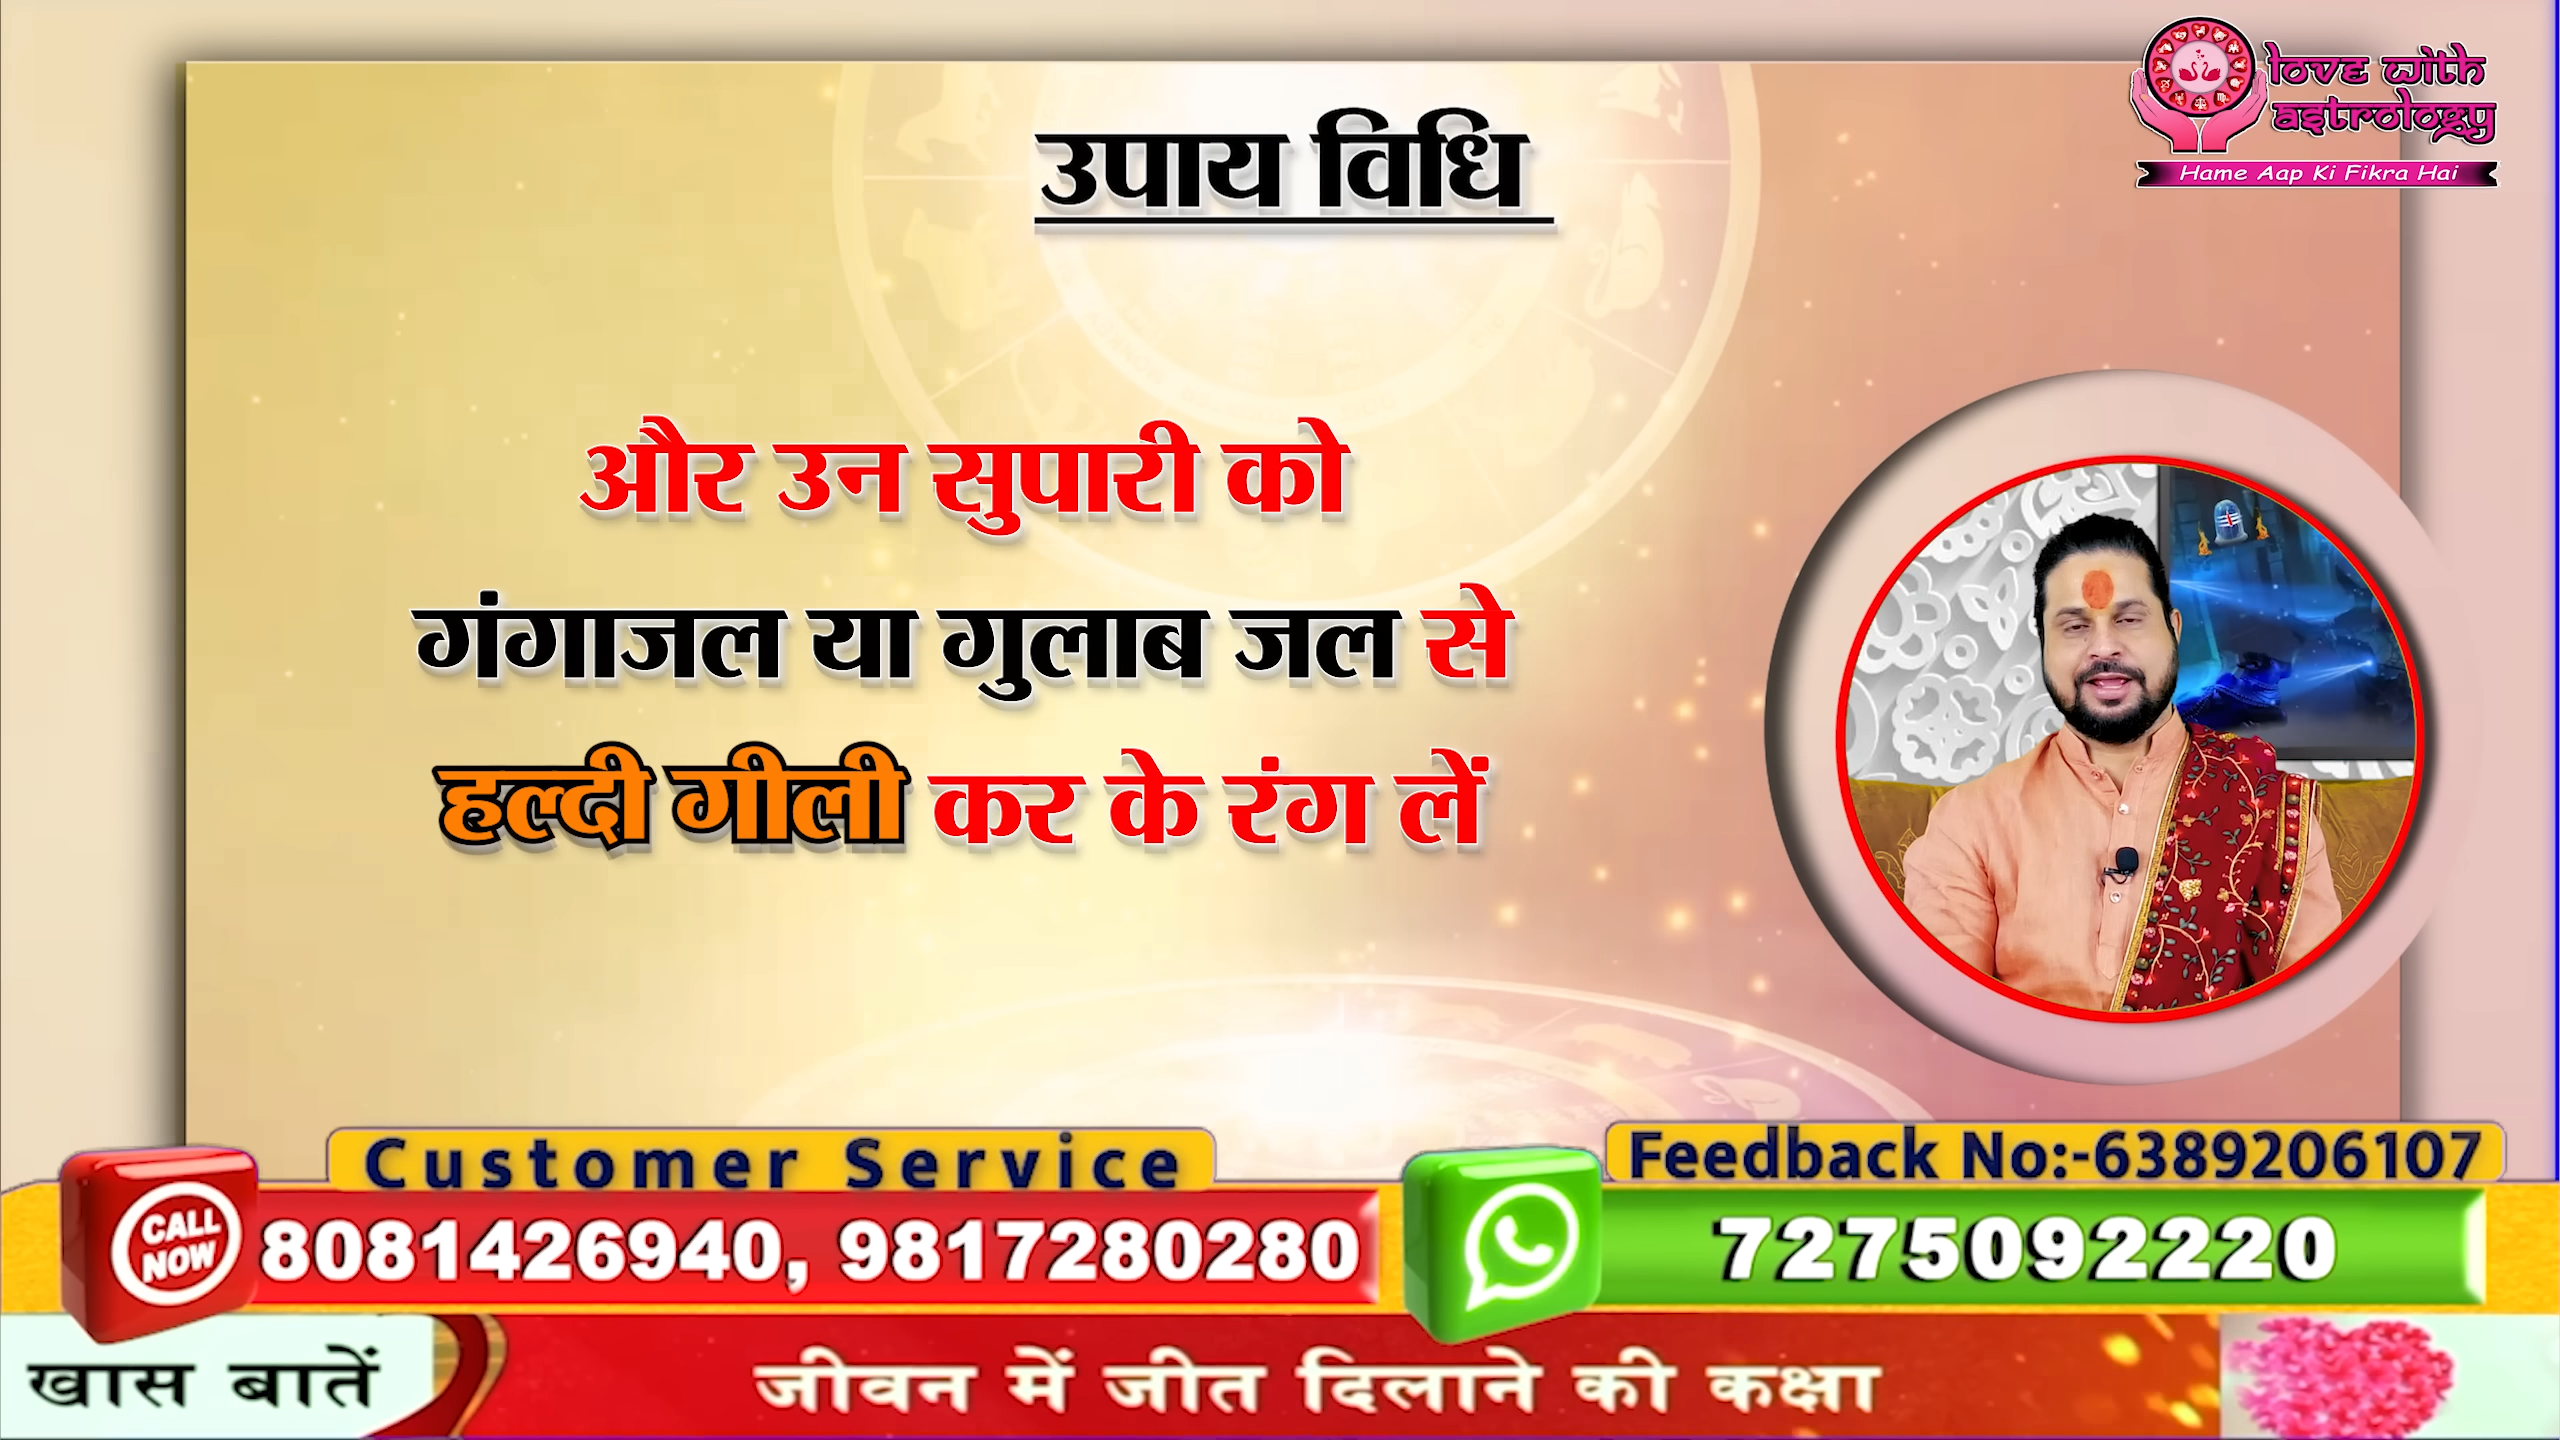 love with
astrology
Hame Aap Ki Fikra Hai
उपाय विधि
और उन सुपारी को
गंगाजल या गुलाब जल से
हल्दी गीली कर के रंग लें
Customer Service
Feedback No:-6389206107
CALL NOW
8081426940, 9817280280
7275092220
खास बातें
जीवन में जीत दिलाने की कक्षा